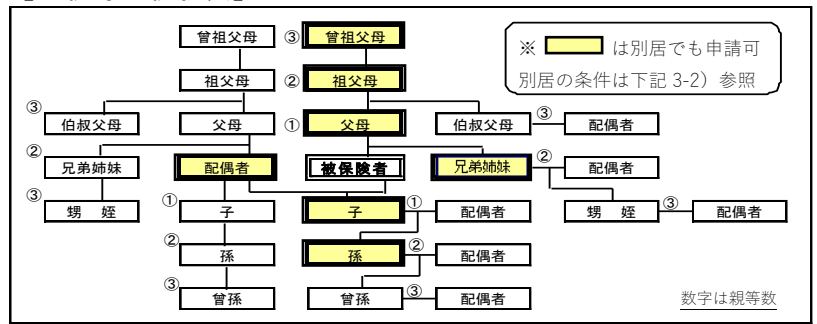 曾祖父母 ③ 曾祖父母
※ は別居でも申請可
祖父母 ② 祖父母
別居の条件は下記 3-2）参照
③ 伯叔父母 父母 ① 父母 伯叔父母 ③ 配偶者
② 兄弟姉妹 配偶者 被保険者 兄弟姉妹 ② 配偶者
③ 甥 姪 ① 子 子 ① 配偶者 甥 姪 ③ 配偶者
② 孫 孫 ② 配偶者
③ 曾孫 曾孫 ③ 配偶者
数字は親等数